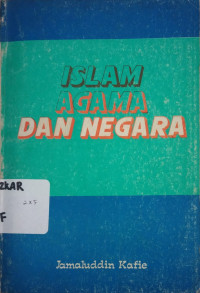 ISLAM
AGAMA
DAN NEGARA
ZKAR
F
Jamaluddin Kafie